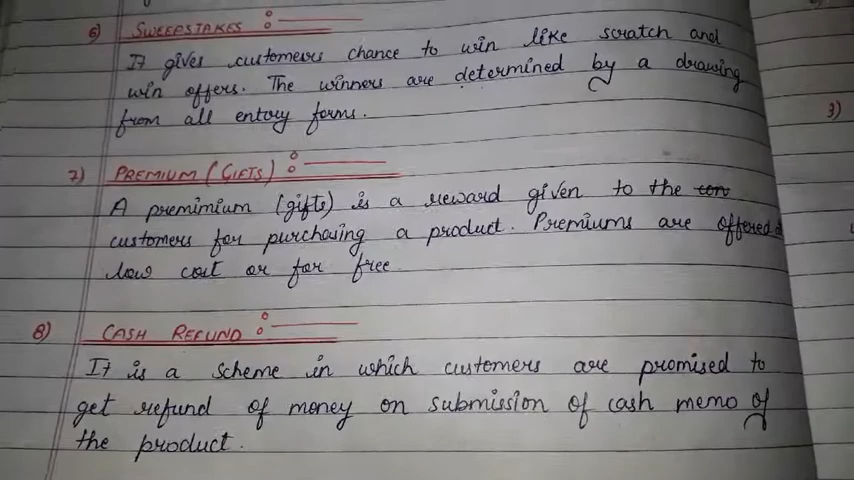 6) SWEEPSTAKES :-
It gives customers chance to win like scratch and
win offers. The winners are determined by a drawing
from all entry forms.
7) PREMIUM (GIFTS) :-
A premimium (gifts) is a reward given to the
customers for purchasing a product. Premiums are offered
low cost or for free
8) CASH REFUND :-
It is a scheme in which customers are promised to
get refund of money on submission of cash memo of
the product.
3)